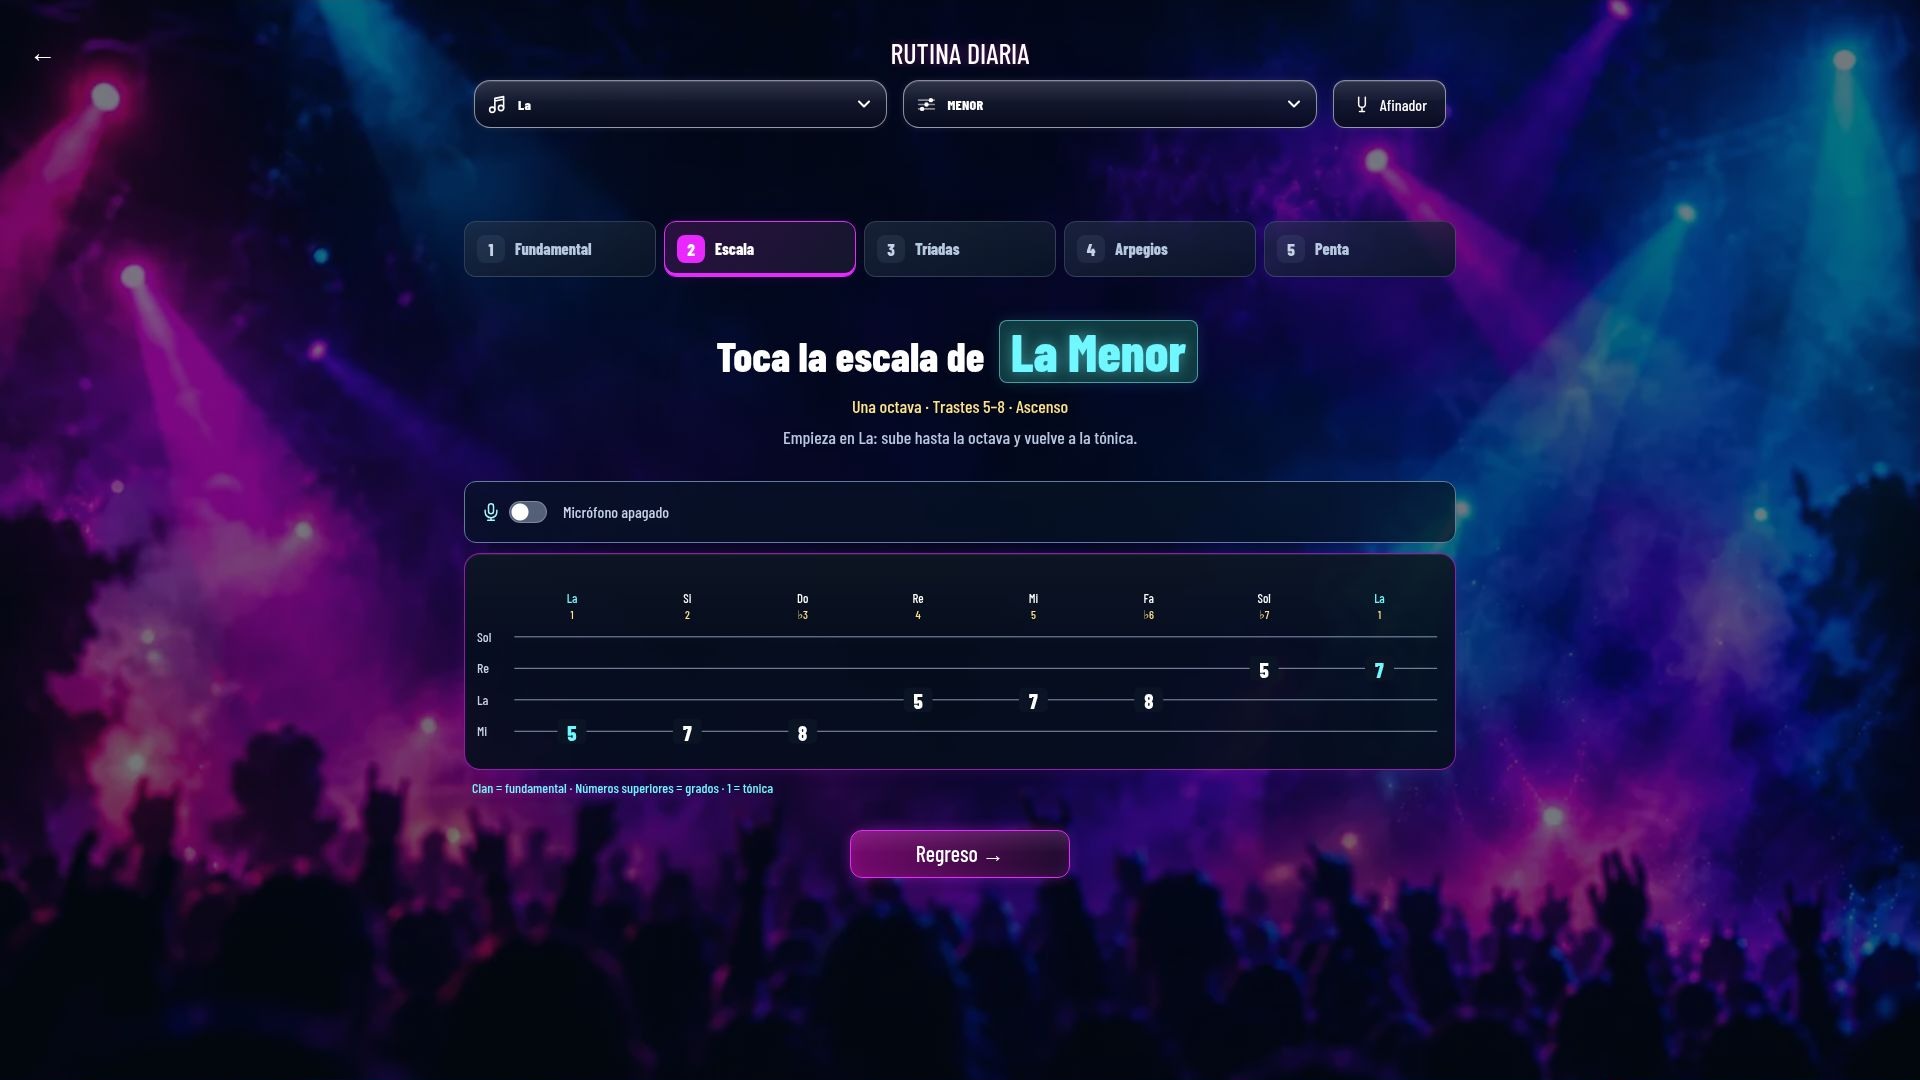 ←
RUTINA DIARIA
La
MENOR
Afinador
1 Fundamental
2 Escala
3 Tríadas
4 Arpegios
5 Penta
Toca la escala de La Menor
Una octava · Trastes 5–8 · Ascenso
Empieza en La: sube hasta la octava y vuelve a la tónica.
Micrófono apagado
La Si Do Re Mi Fa Sol La
1 2 ♭3 4 5 ♭6 ♭7 1
Sol
Re 5 7
La 5 7 8
Mi 5 7 8
Cian = fundamental · Números superiores = grados · 1 = tónica
Regreso →